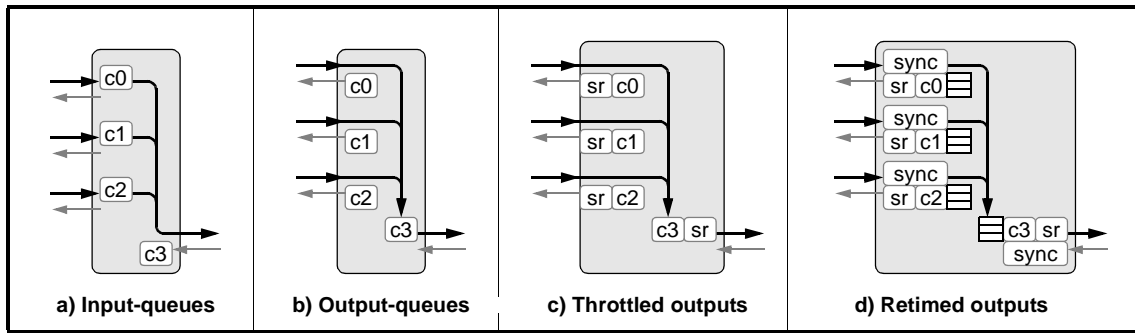 c0
c1
c2
c3
a) Input-queues
c0
c1
c2
c3
b) Output-queues
sr c0
sr c1
sr c2
c3 sr
c) Throttled outputs
sync
sr c0
sync
sr c1
sync
sr c2
c3 sr
sync
d) Retimed outputs